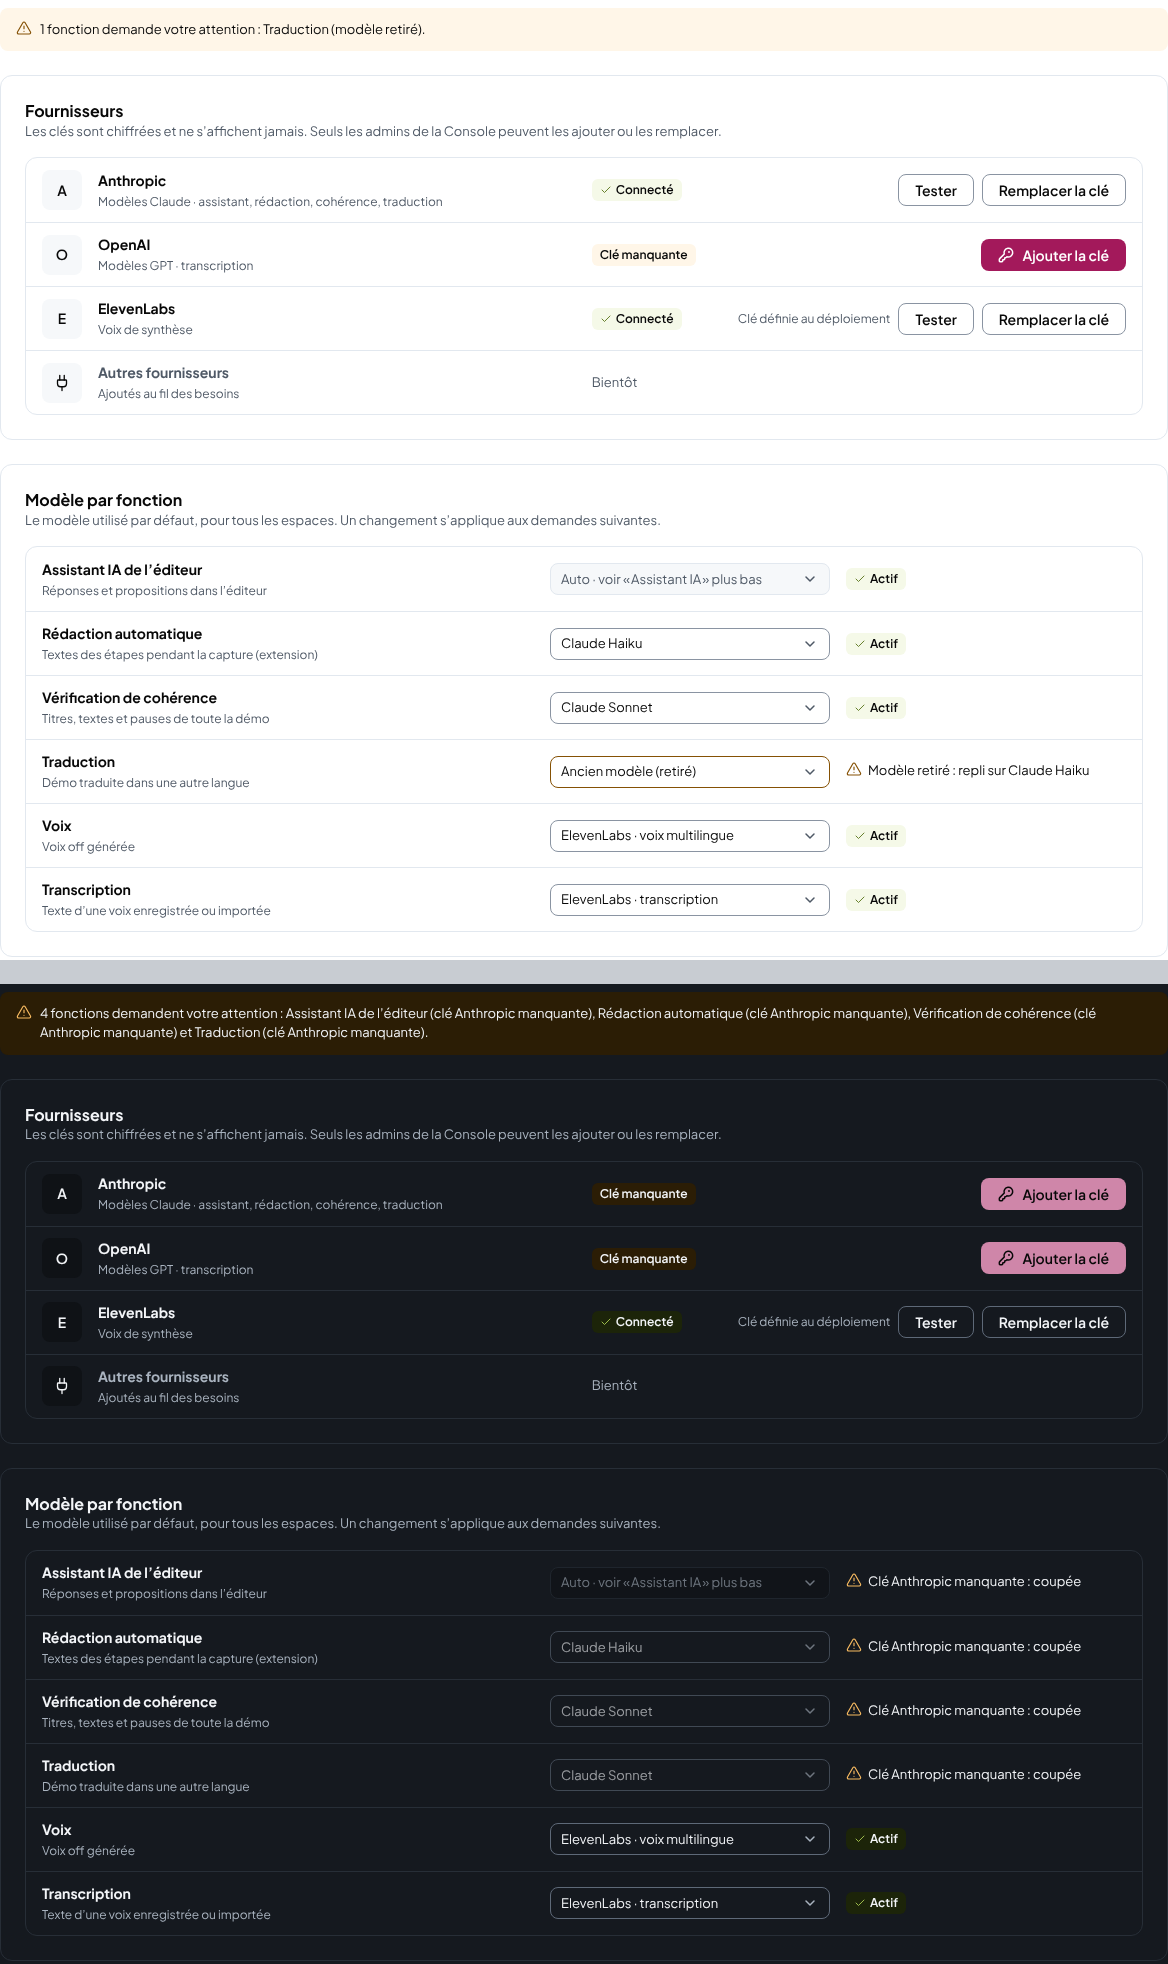 1 fonction demande votre attention : Traduction (modèle retiré).
Fournisseurs
Les clés sont chiffrées et ne s’affichent jamais. Seuls les admins de la Console peuvent les ajouter ou les remplacer.
A
Anthropic
Modèles Claude · assistant, rédaction, cohérence, traduction
Connecté
Tester
Remplacer la clé
O
OpenAI
Modèles GPT · transcription
Clé manquante
Ajouter la clé
E
ElevenLabs
Voix de synthèse
Connecté
Clé définie au déploiement
Tester
Remplacer la clé
Autres fournisseurs
Ajoutés au fil des besoins
Bientôt
Modèle par fonction
Le modèle utilisé par défaut, pour tous les espaces. Un changement s’applique aux demandes suivantes.
Assistant IA de l’éditeur
Réponses et propositions dans l’éditeur
Auto · voir «Assistant IA» plus bas
Actif
Rédaction automatique
Textes des étapes pendant la capture (extension)
Claude Haiku
Actif
Vérification de cohérence
Titres, textes et pauses de toute la démo
Claude Sonnet
Actif
Traduction
Démo traduite dans une autre langue
Ancien modèle (retiré)
Modèle retiré : repli sur Claude Haiku
Voix
Voix off générée
ElevenLabs · voix multilingue
Actif
Transcription
Texte d’une voix enregistrée ou importée
ElevenLabs · transcription
Actif
4 fonctions demandent votre attention : Assistant IA de l’éditeur (clé Anthropic manquante), Rédaction automatique (clé Anthropic manquante), Vérification de cohérence (clé
Anthropic manquante) et Traduction (clé Anthropic manquante).
Fournisseurs
Les clés sont chiffrées et ne s’affichent jamais. Seuls les admins de la Console peuvent les ajouter ou les remplacer.
A
Anthropic
Modèles Claude · assistant, rédaction, cohérence, traduction
Clé manquante
Ajouter la clé
O
OpenAI
Modèles GPT · transcription
Clé manquante
Ajouter la clé
E
ElevenLabs
Voix de synthèse
Connecté
Clé définie au déploiement
Tester
Remplacer la clé
Autres fournisseurs
Ajoutés au fil des besoins
Bientôt
Modèle par fonction
Le modèle utilisé par défaut, pour tous les espaces. Un changement s’applique aux demandes suivantes.
Assistant IA de l’éditeur
Réponses et propositions dans l’éditeur
Auto · voir «Assistant IA» plus bas
Clé Anthropic manquante : coupée
Rédaction automatique
Textes des étapes pendant la capture (extension)
Claude Haiku
Clé Anthropic manquante : coupée
Vérification de cohérence
Titres, textes et pauses de toute la démo
Claude Sonnet
Clé Anthropic manquante : coupée
Traduction
Démo traduite dans une autre langue
Claude Sonnet
Clé Anthropic manquante : coupée
Voix
Voix off générée
ElevenLabs · voix multilingue
Actif
Transcription
Texte d’une voix enregistrée ou importée
ElevenLabs · transcription
Actif